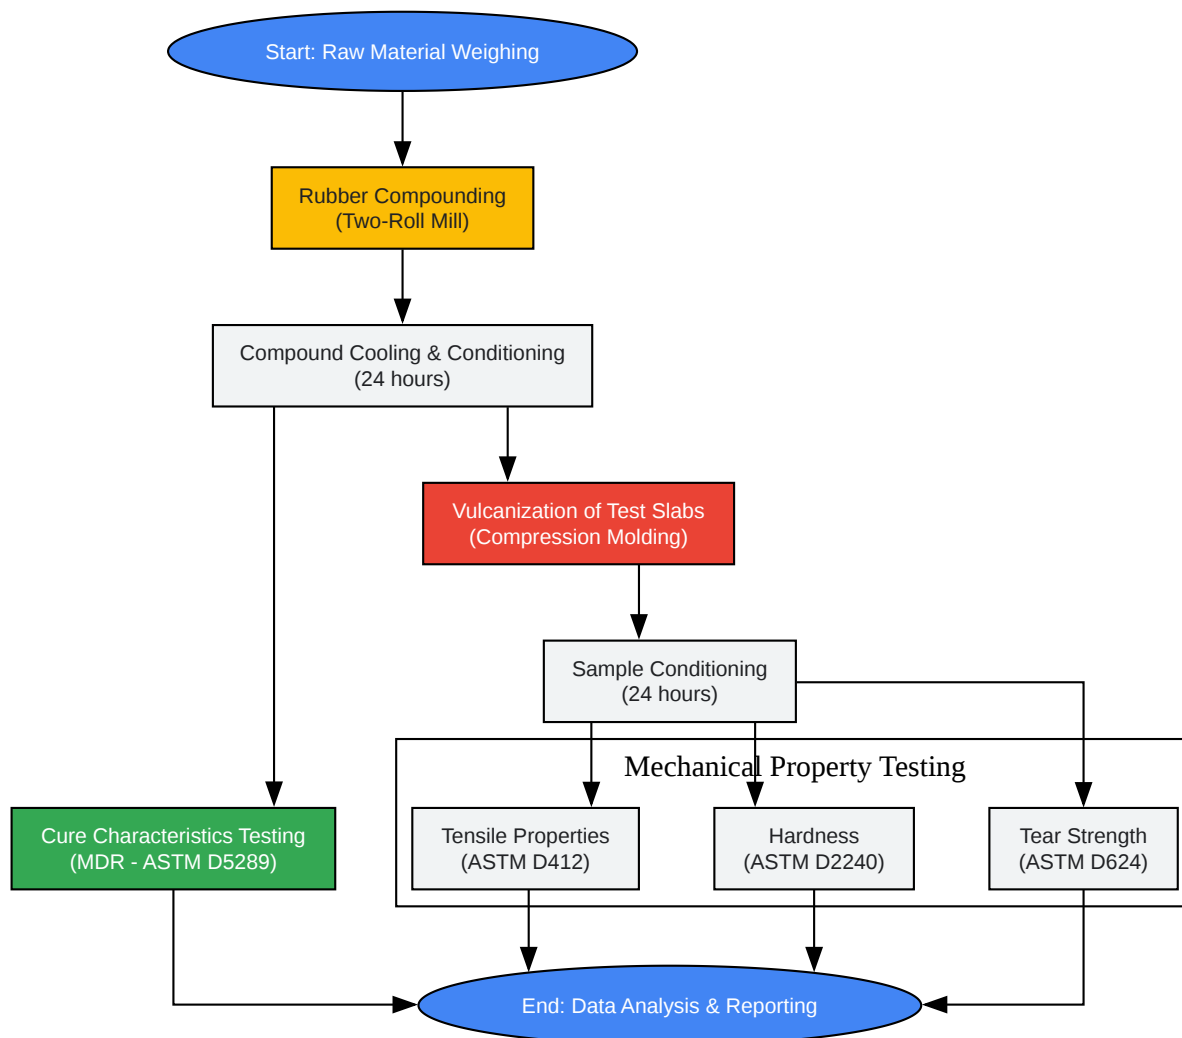 Start: Raw Material Weighing
Rubber Compounding
(Two-Roll Mill)
Compound Cooling & Conditioning
(24 hours)
Vulcanization of Test Slabs
(Compression Molding)
Sample Conditioning
(24 hours)
Mechanical Property Testing
Cure Characteristics Testing
(MDR - ASTM D5289)
Tensile Properties
(ASTM D412)
Hardness
(ASTM D2240)
Tear Strength
(ASTM D624)
End: Data Analysis & Reporting